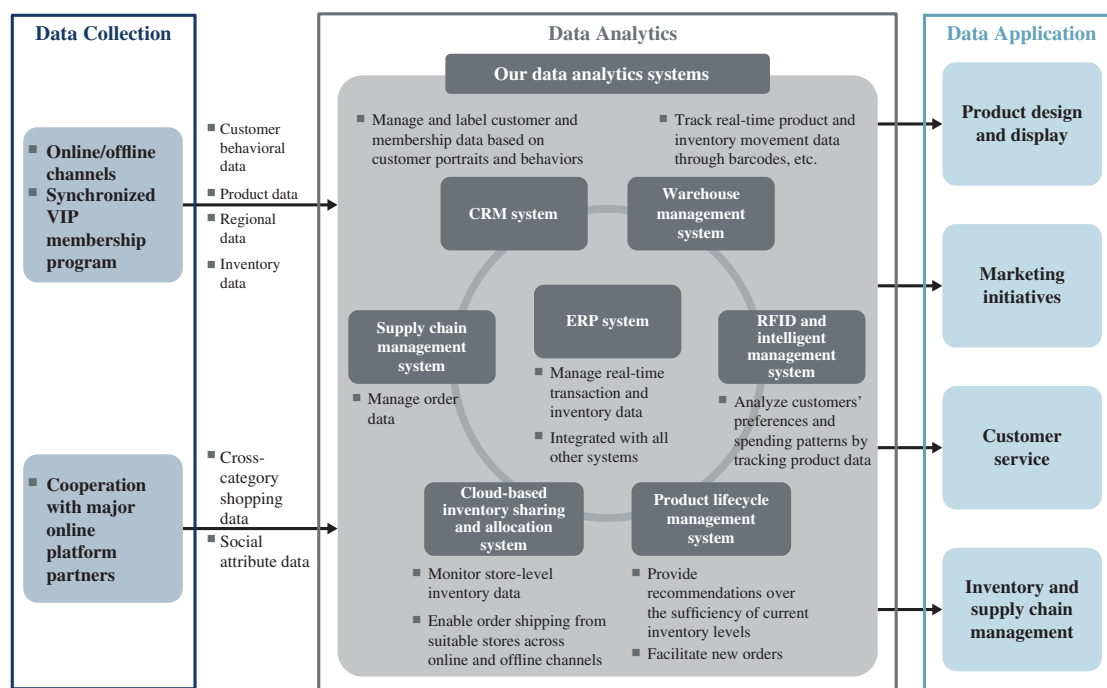 Data Collection
Online/offline
channels
Synchronized
VIP
membership
program
Cooperation
with major
online
platform
partners
Customer
behavioral
data
Product data
Regional
data
Inventory
data
Cross-
category
shopping
data
Social
attribute data
Data Analytics
Our data analytics systems
Manage and label customer and
membership data based on
customer portraits and behaviors
Track real-time product and
inventory movement data
through barcodes, etc.
CRM system
Warehouse
management
system
Supply chain
management
system
Manage order
data
ERP system
Manage real-time
transaction and
inventory data
Integrated with all
other systems
RFID and
intelligent
management
system
Analyze customers’
preferences and
spending patterns by
tracking product data
Cloud-based
inventory sharing
and allocation
system
Monitor store-level
inventory data
Enable order shipping from
suitable stores across
online and offline channels
Product lifecycle
management
system
Provide
recommendations over
the sufficiency of current
inventory levels
Facilitate new orders
Data Application
Product design
and display
Marketing
initiatives
Customer
service
Inventory and
supply chain
management